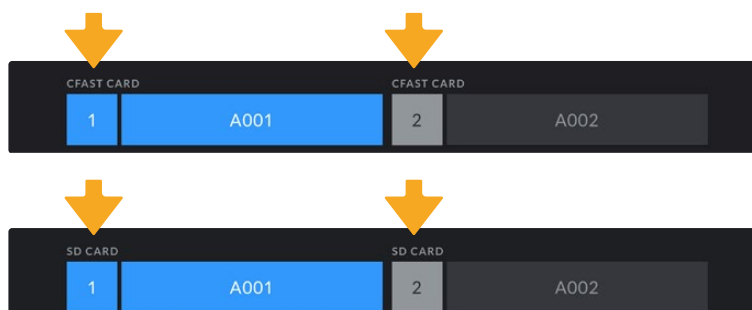 CFAST CARD CFAST CARD
1 A001 2 A002
SD CARD SD CARD
1 A001 2 A002